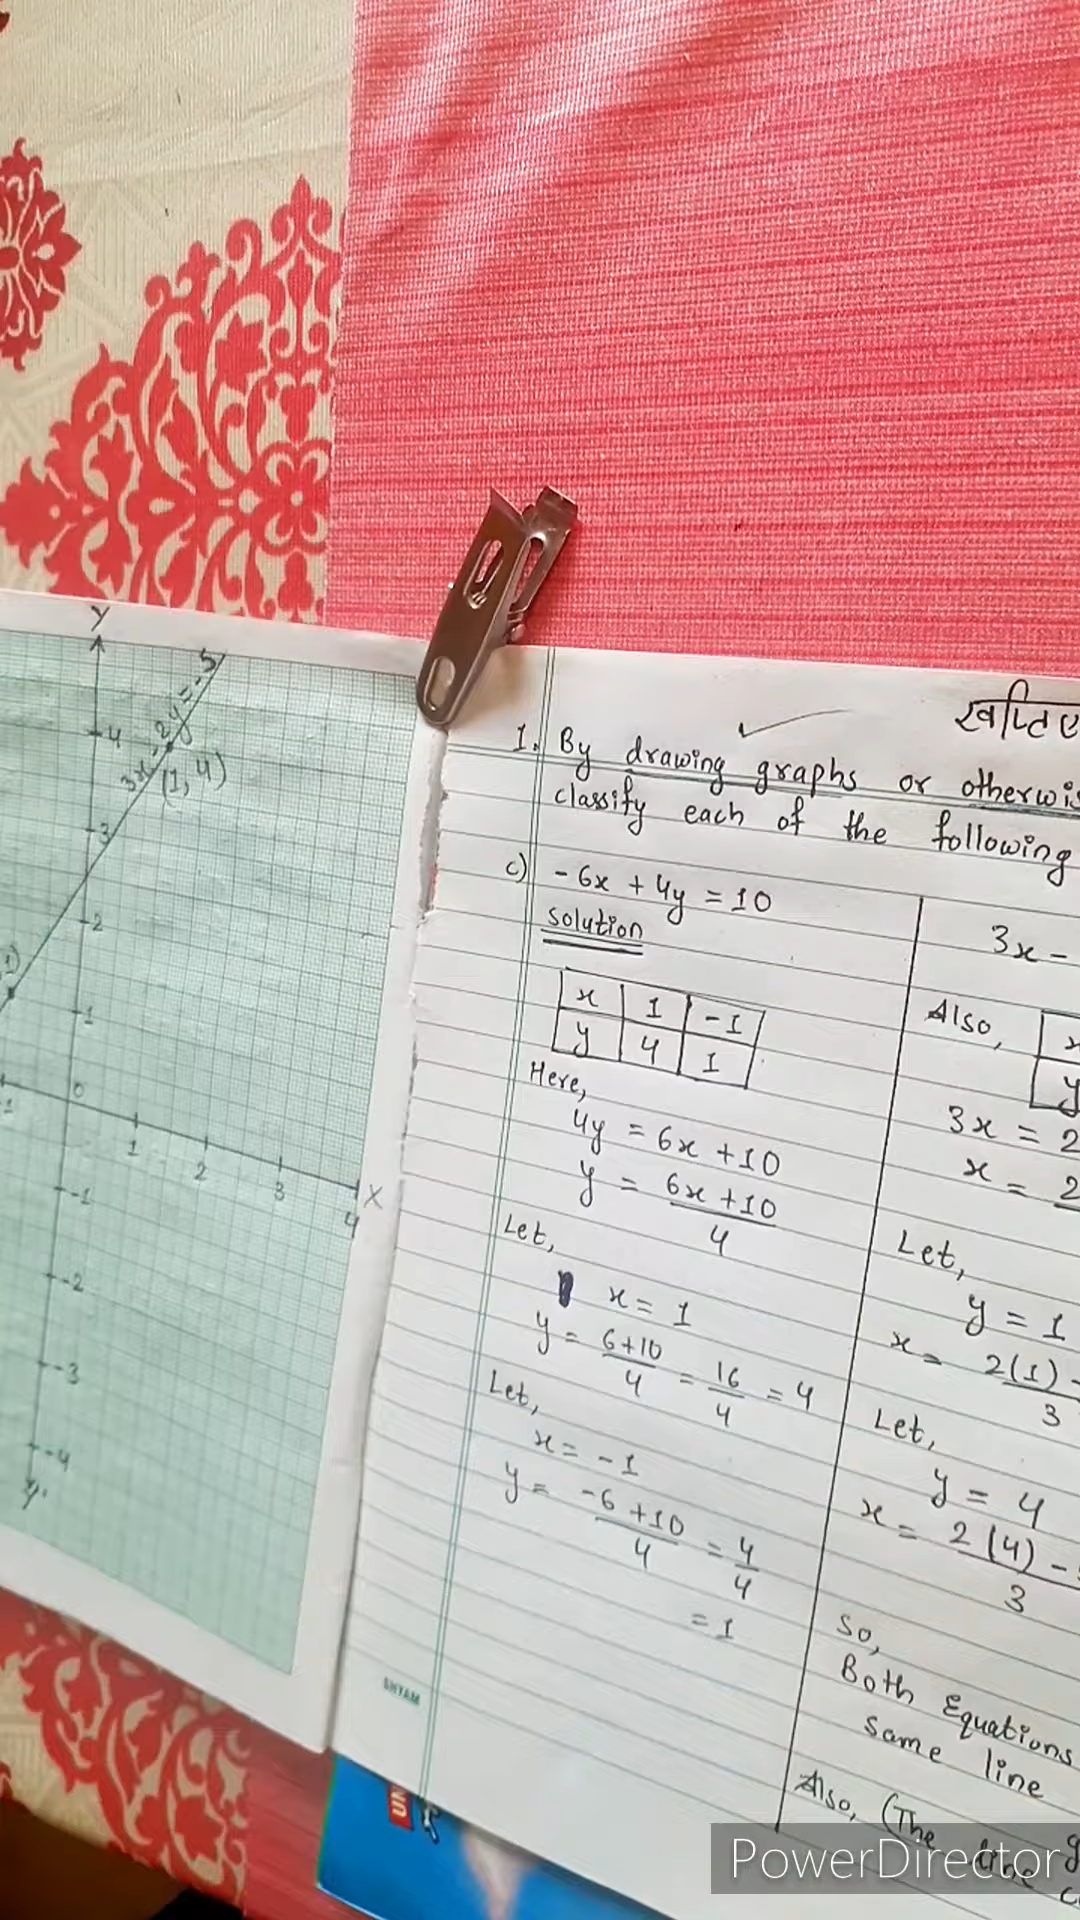 Y
3x-2y=-5
4
(1, 4)
3
2
1
0
-1
1
2
3
4
X
-1
-2
-3
-4
1. By drawing graphs or
classify each of the following
c) -6x + 4y = 10
Solution
x 1 -1
y 4 1
Here,
4y = 6x + 10
y = 6x + 10 / 4
Let,
x = 1
y = 6+10 / 4 = 16 / 4 = 4
Let,
x = -1
y = -6 + 10 / 4 = 4 / 4
= 1
SHYAM
3x -
Also,
x
y
3x = 2
x = 2
Let,
y = 1
x = 2(1) - / 3
Let,
y = 4
x = 2(4) - / 3
So,
Both Equations
same line
Also, (The line
UN
PowerDirector